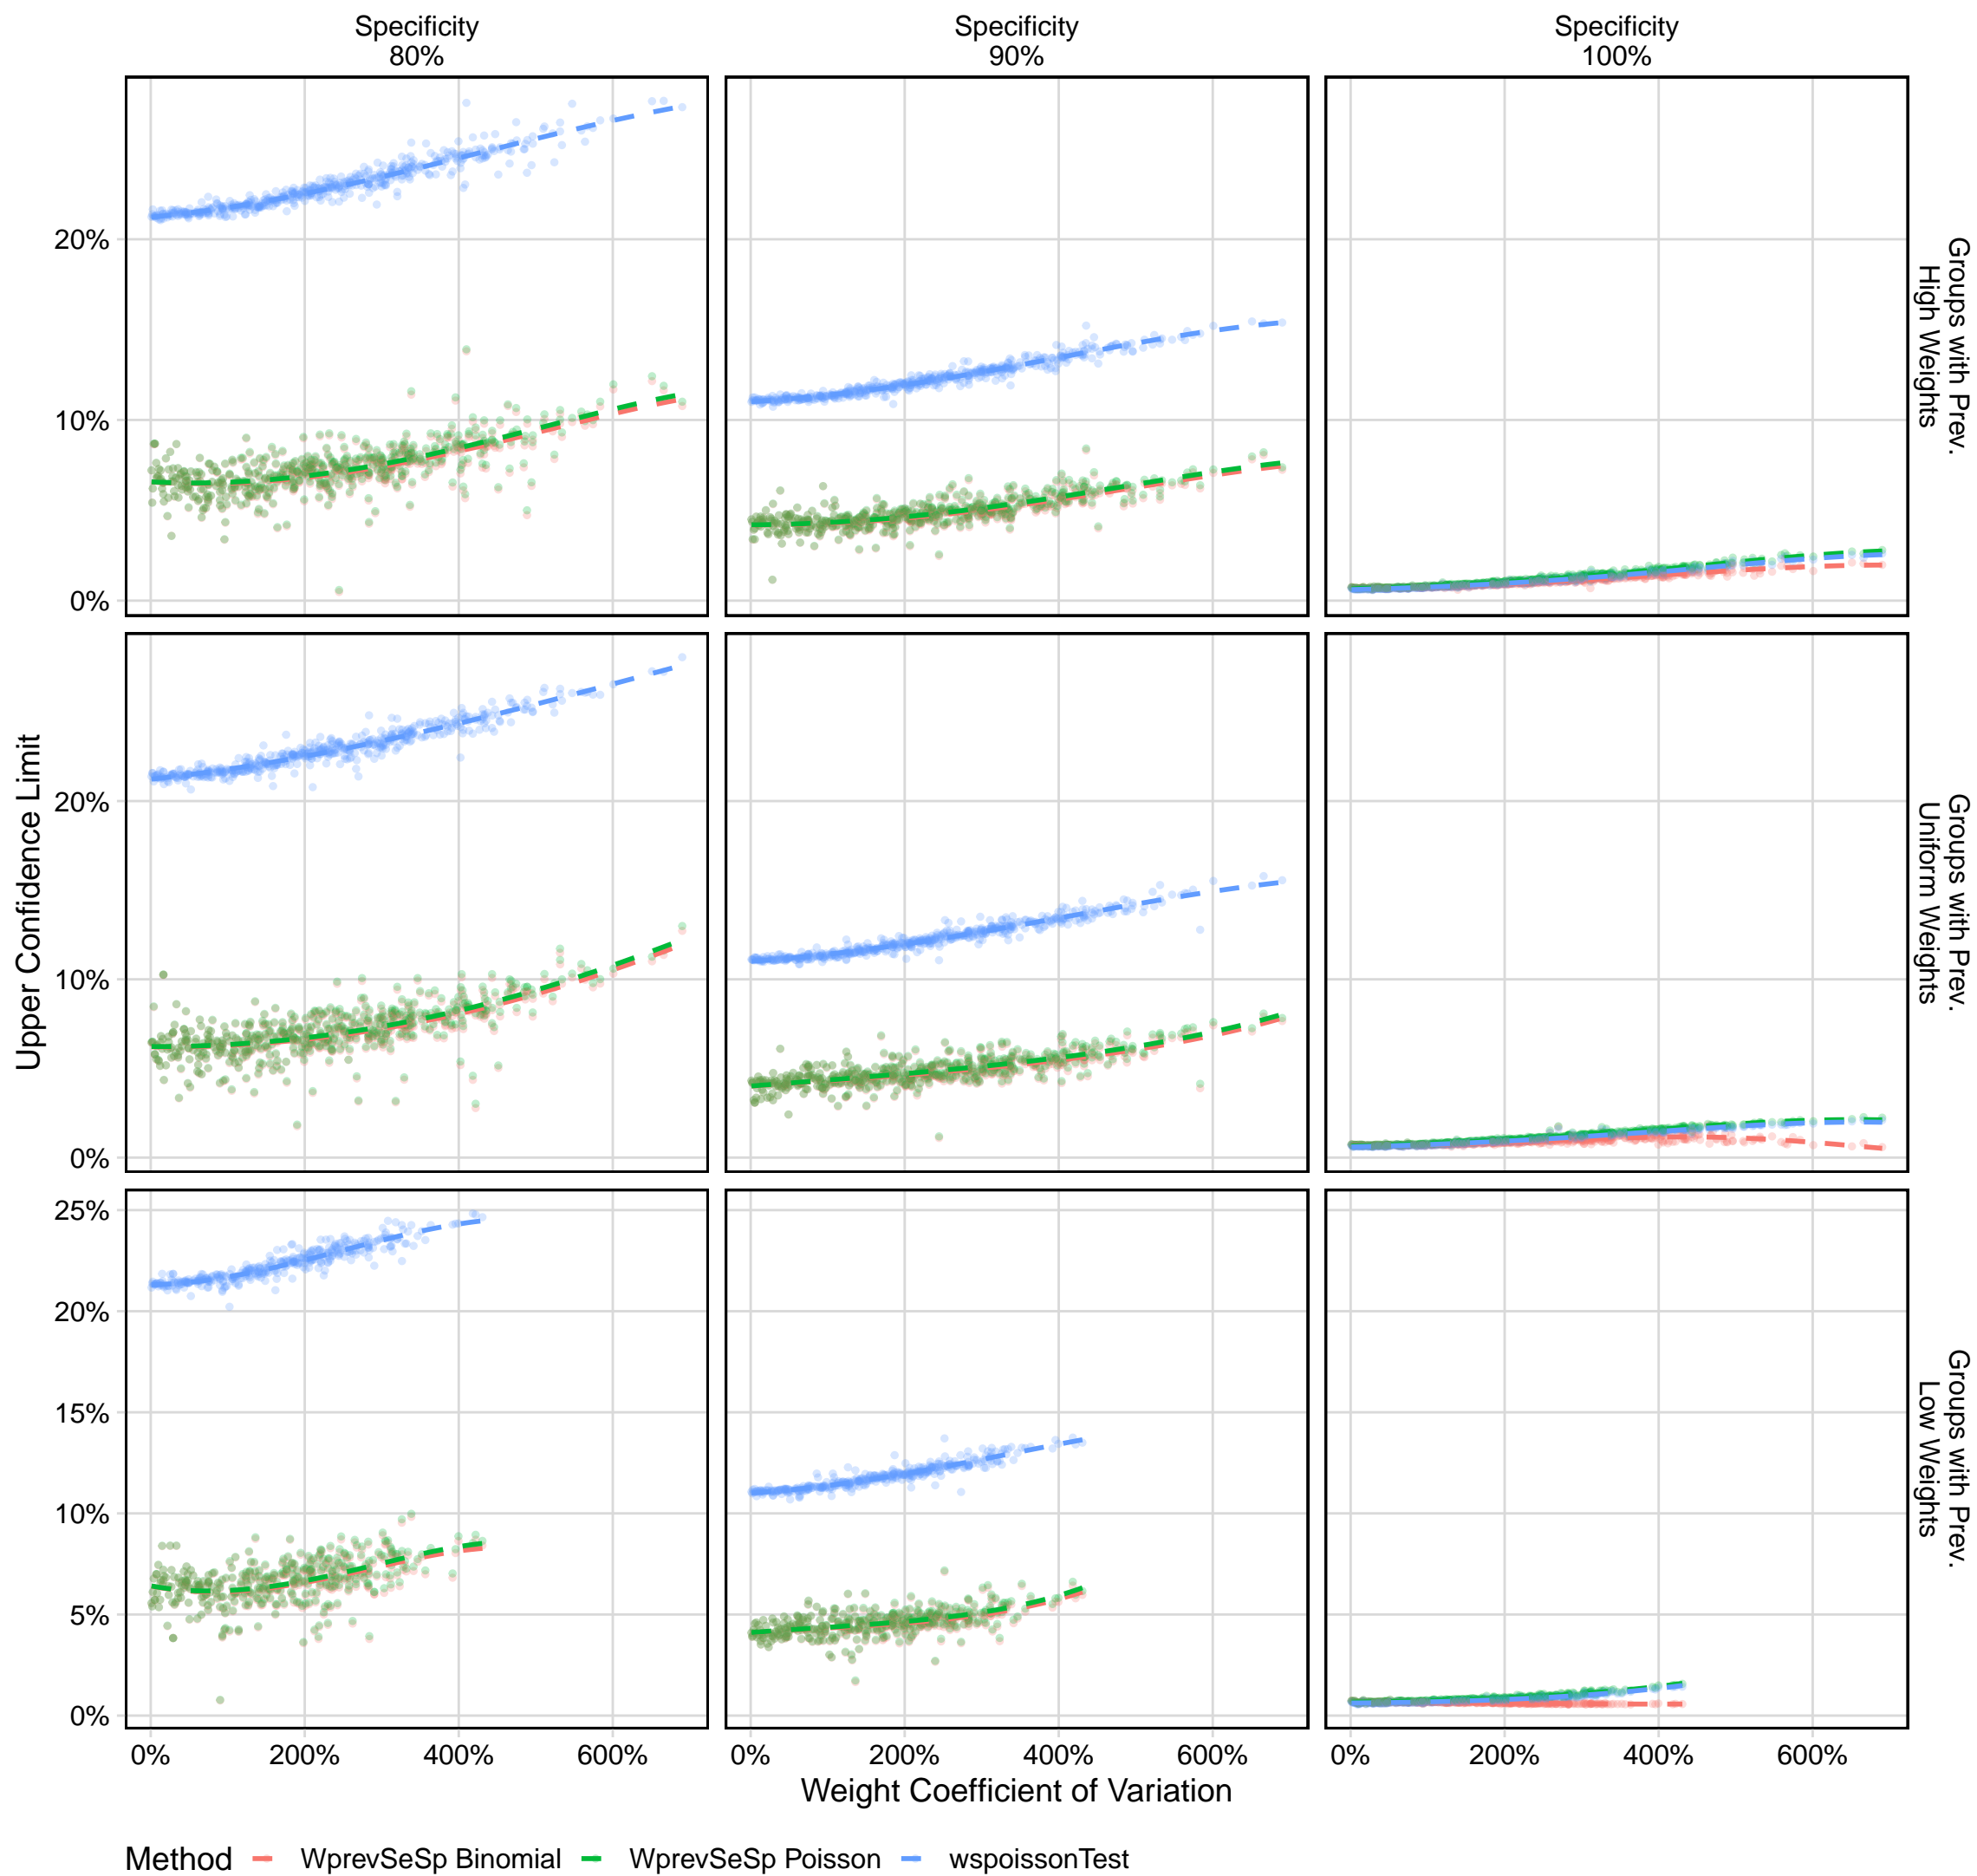 Specificity
80%
Specificity
90%
Specificity
100%
20%
10%
0%
Groups with Prev.
High Weights
20%
10%
0%
Groups with Prev.
Uniform Weights
25%
20%
15%
10%
5%
0%
Groups with Prev.
Low Weights
Upper Confidence Limit
0% 200% 400% 600%
0% 200% 400% 600%
0% 200% 400% 600%
Weight Coefficient of Variation
Method WprevSeSp Binomial WprevSeSp Poisson wspoissonTest